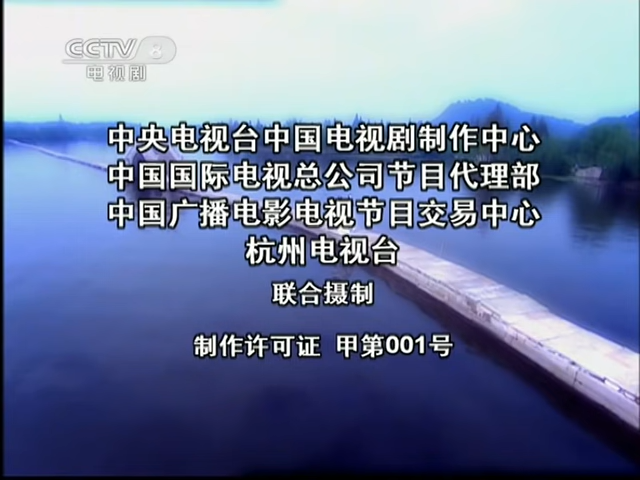 CCTV 8
电视剧
中央电视台中国电视剧制作中心
中国国际电视总公司节目代理部
中国广播电影电视节目交易中心
杭州电视台
联合摄制
制作许可证 甲第001号